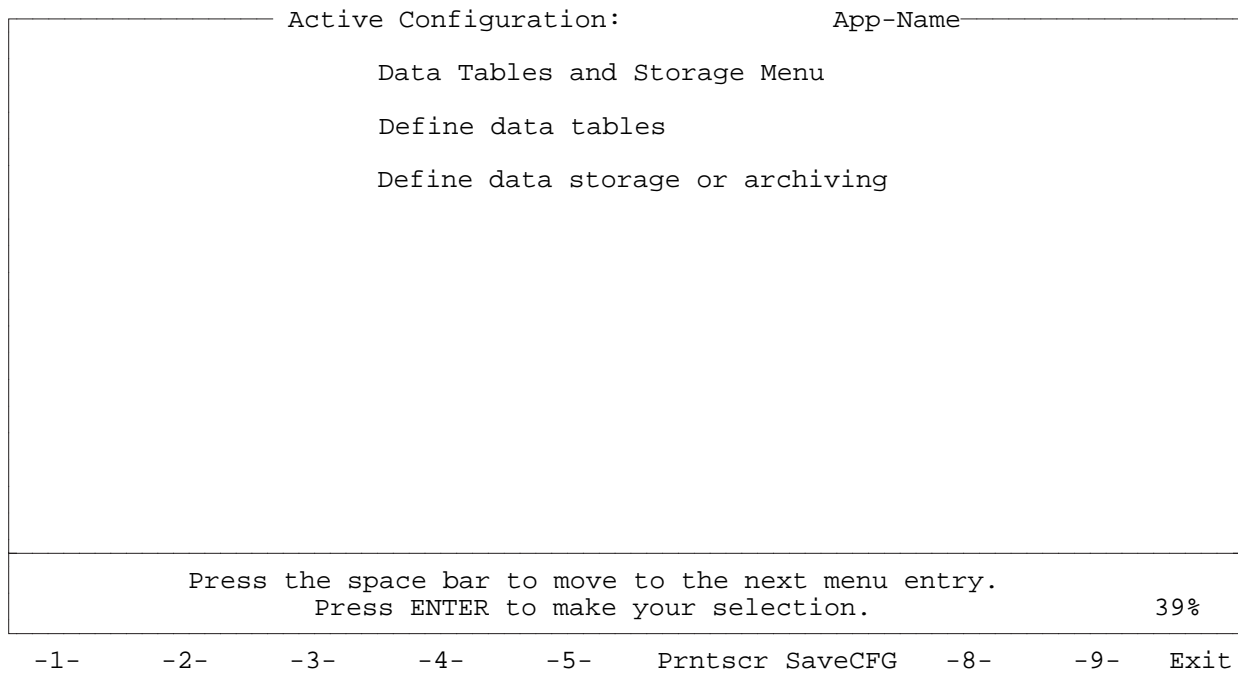 Active Configuration: App-Name
Data Tables and Storage Menu
Define data tables
Define data storage or archiving
Press the space bar to move to the next menu entry.
Press ENTER to make your selection. 39%
-1- -2- -3- -4- -5- Prntscr SaveCFG -8- -9- Exit